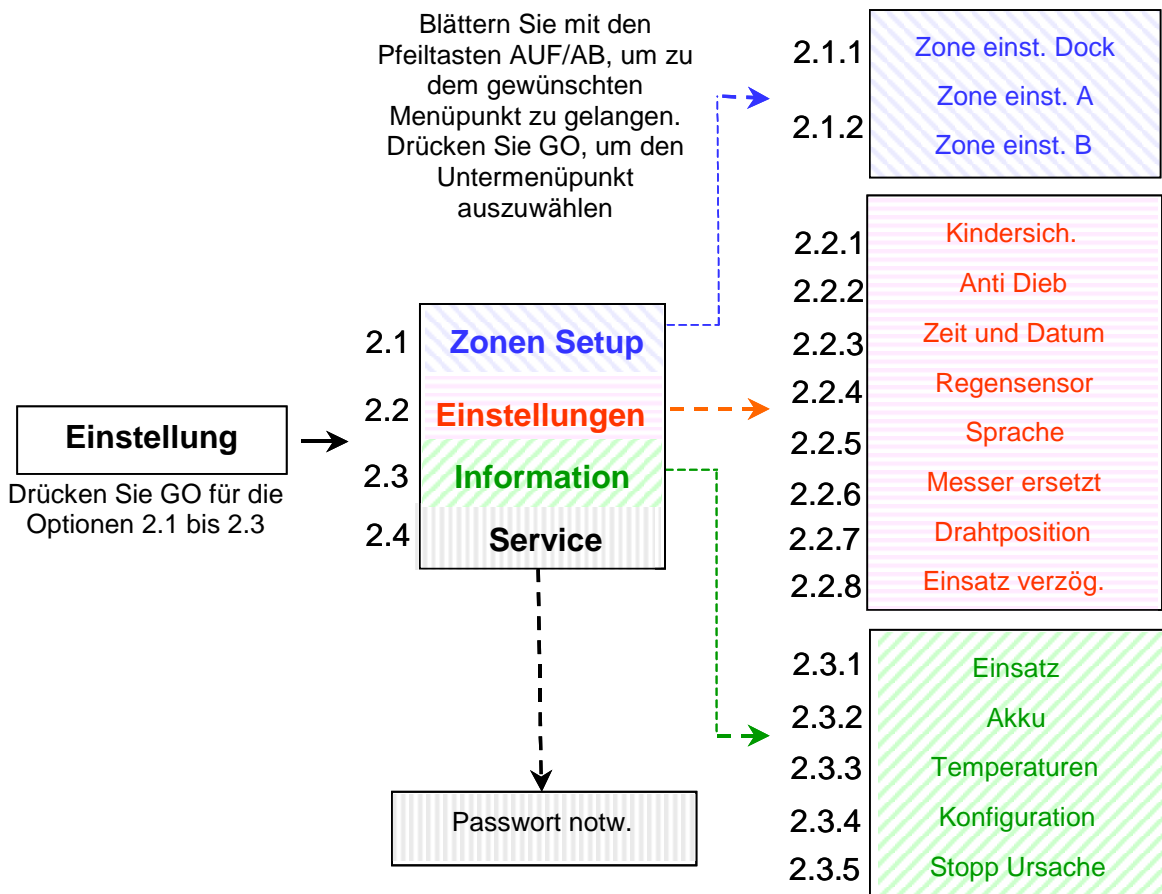 Blättern Sie mit den
Pfeiltasten AUF/AB, um zu
dem gewünschten
Menüpunkt zu gelangen.
Drücken Sie GO, um den
Untermenüpunkt
auszuwählen
Einstellung
Drücken Sie GO für die
Optionen 2.1 bis 2.3
2.1 Zonen Setup
2.2 Einstellungen
2.3 Information
2.4 Service
Passwort notw.
2.1.1 Zone einst. Dock
Zone einst. A
2.1.2
Zone einst. B
2.2.1 Kindersich.
2.2.2 Anti Dieb
2.2.3 Zeit und Datum
2.2.4 Regensensor
2.2.5 Sprache
2.2.6 Messer ersetzt
2.2.7 Drahtposition
2.2.8 Einsatz verzög.
2.3.1 Einsatz
2.3.2 Akku
2.3.3 Temperaturen
2.3.4 Konfiguration
2.3.5 Stopp Ursache